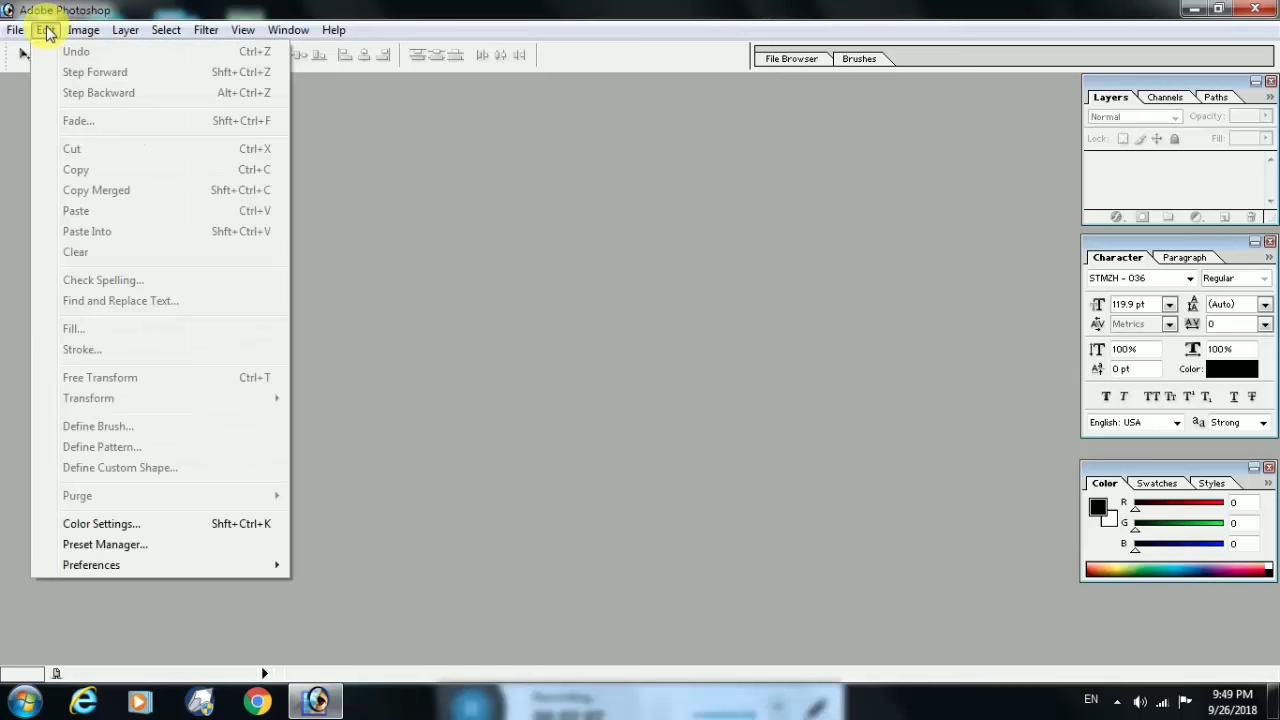 Adobe Photoshop
File Edit Image Layer Select Filter View Window Help
File Browser Brushes
Undo Ctrl+Z
Step Forward Shft+Ctrl+Z
Step Backward Alt+Ctrl+Z
Fade... Shft+Ctrl+F
Cut Ctrl+X
Copy Ctrl+C
Copy Merged Shft+Ctrl+C
Paste Ctrl+V
Paste Into Shft+Ctrl+V
Clear
Check Spelling...
Find and Replace Text...
Fill...
Stroke...
Free Transform Ctrl+T
Transform
Define Brush...
Define Pattern...
Define Custom Shape...
Purge
Color Settings... Shft+Ctrl+K
Preset Manager...
Preferences
Layers Channels Paths
Normal Opacity:
Lock: Fill:
Character Paragraph
STMZH - 036 Regular
119.9 pt (Auto)
Metrics 0
100% 100%
0 pt Color:
English: USA aa Strong
Color Swatches Styles
R 0
G 0
B 0
Recording...
EN 9:49 PM
9/26/2018